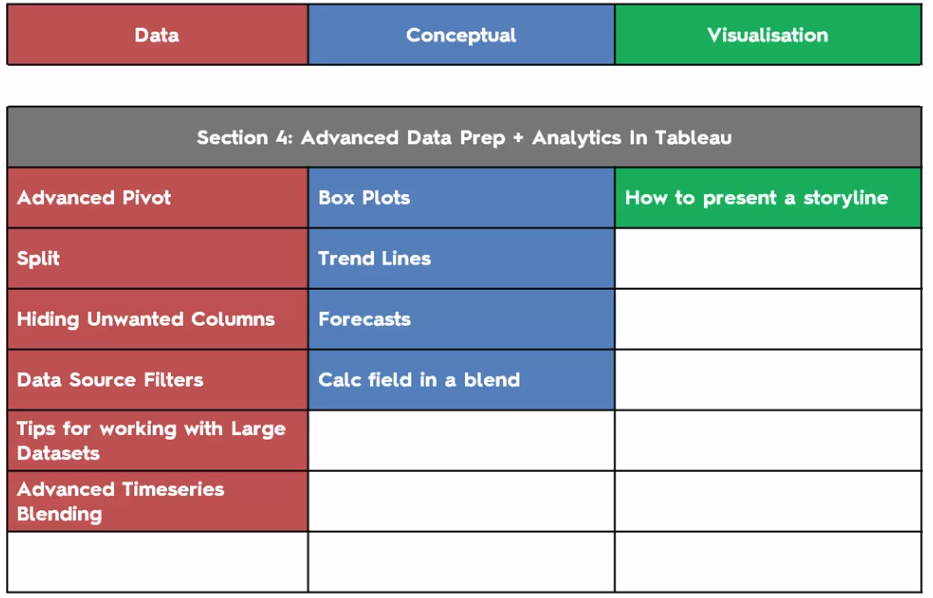 Data
Conceptual
Visualisation
Section 4: Advanced Data Prep + Analytics In Tableau
Advanced Pivot
Box Plots
How to present a storyline
Split
Trend Lines
Hiding Unwanted Columns
Forecasts
Data Source Filters
Calc field in a blend
Tips for working with Large
Datasets
Advanced Timeseries
Blending